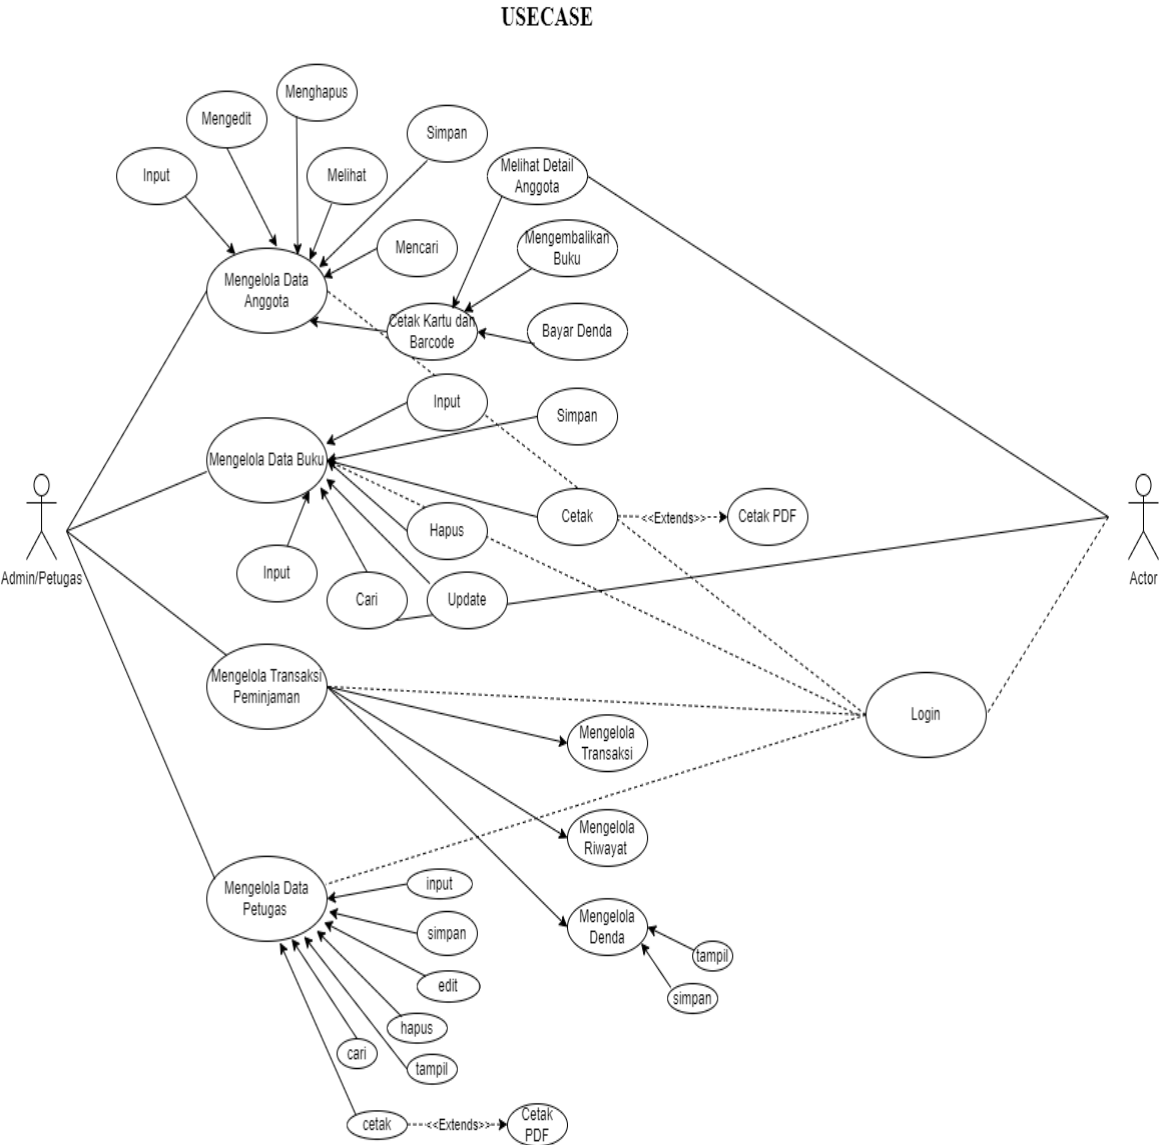 USECASE
Menghapus
Mengedit
Simpan
Input
Melihat
Melihat Detail
Anggota
Mencari
Mengembalikan
Buku
Mengelola Data
Anggota
Cetak Kartu dan
Barcode
Bayar Denda
Input
Simpan
Mengelola Data Buku
Hapus
Cetak
<<Extends>>
Cetak PDF
Admin/Petugas
Actor
Input
Cari
Update
Mengelola Transaksi
Peminjaman
Login
Mengelola
Transaksi
Mengelola
Riwayat
Mengelola Data
Petugas
input
simpan
edit
hapus
cari
tampil
cetak
<<Extends>>
Cetak
PDF
Mengelola
Denda
tampil
simpan